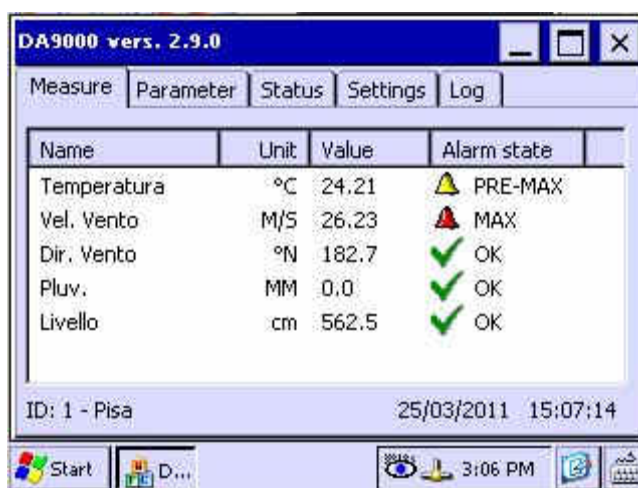 DA9000 vers. 2.9.0
Measure Parameter Status Settings Log
Name Unit Value Alarm state
Temperatura °C 24.21 PRE-MAX
Vel. Vento M/S 26.23 MAX
Dir. Vento °N 182.7 OK
Pluv. MM 0.0 OK
Livello cm 562.5 OK
ID: 1 - Pisa 25/03/2011 15:07:14
Start D... 3:06 PM